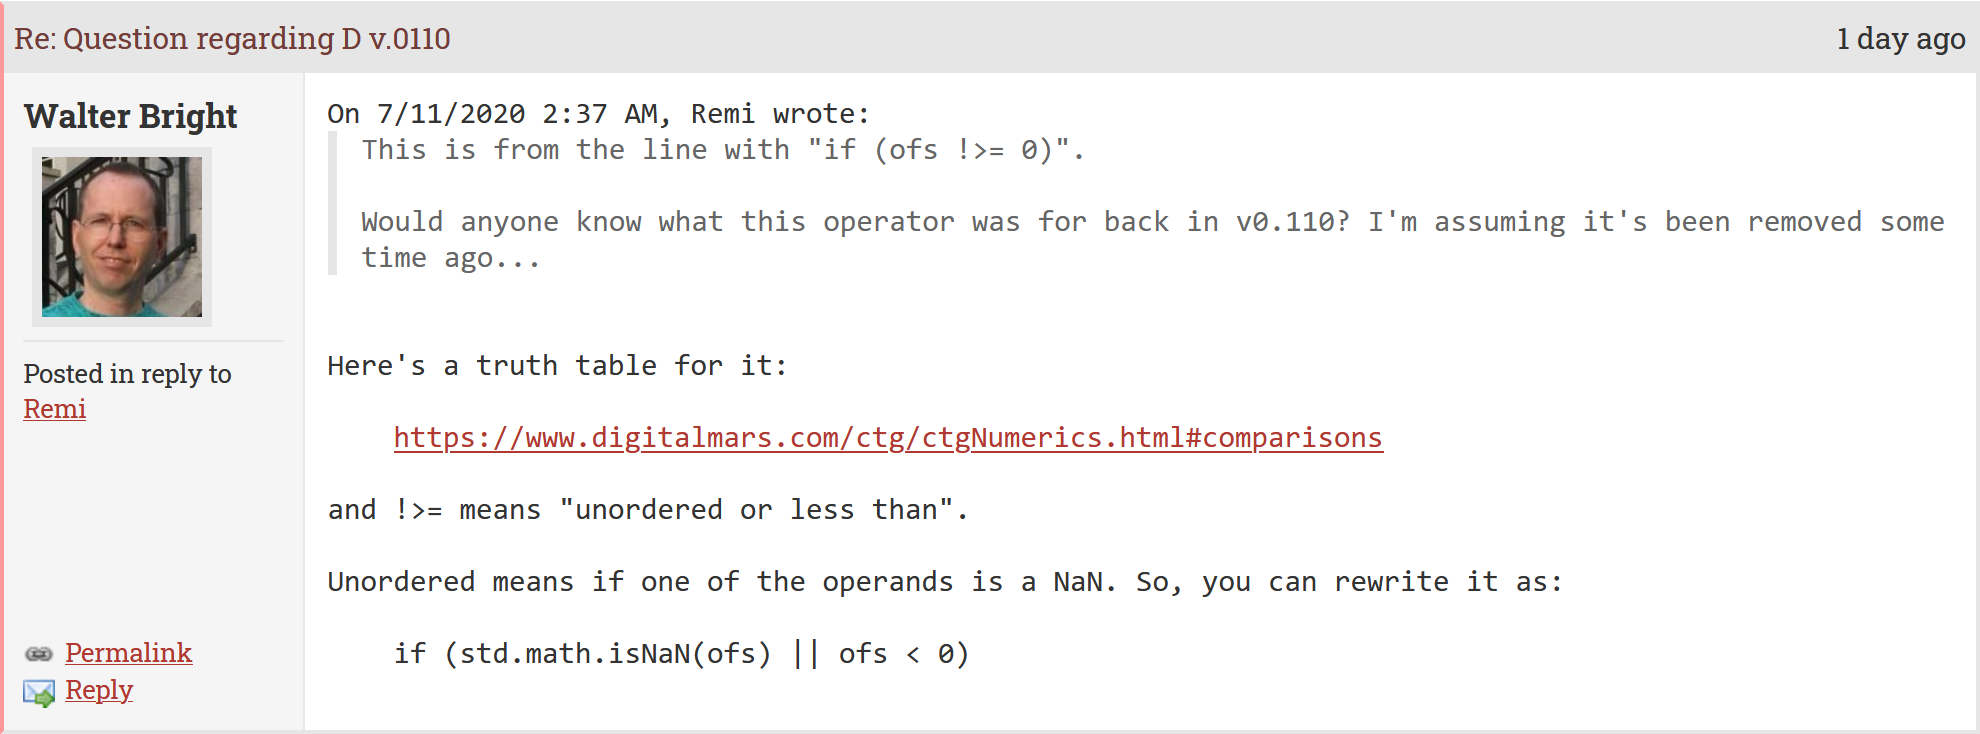 Re: Question regarding D v.0110
1 day ago
Walter Bright
Posted in reply to
Remi
Permalink
Reply
On 7/11/2020 2:37 AM, Remi wrote:
This is from the line with "if (ofs !>= 0)".
Would anyone know what this operator was for back in v0.110? I'm assuming it's been removed some
time ago...
Here's a truth table for it:
https://www.digitalmars.com/ctg/ctgNumerics.html#comparisons
and !>= means "unordered or less than".
Unordered means if one of the operands is a NaN. So, you can rewrite it as:
if (std.math.isNaN(ofs) || ofs < 0)